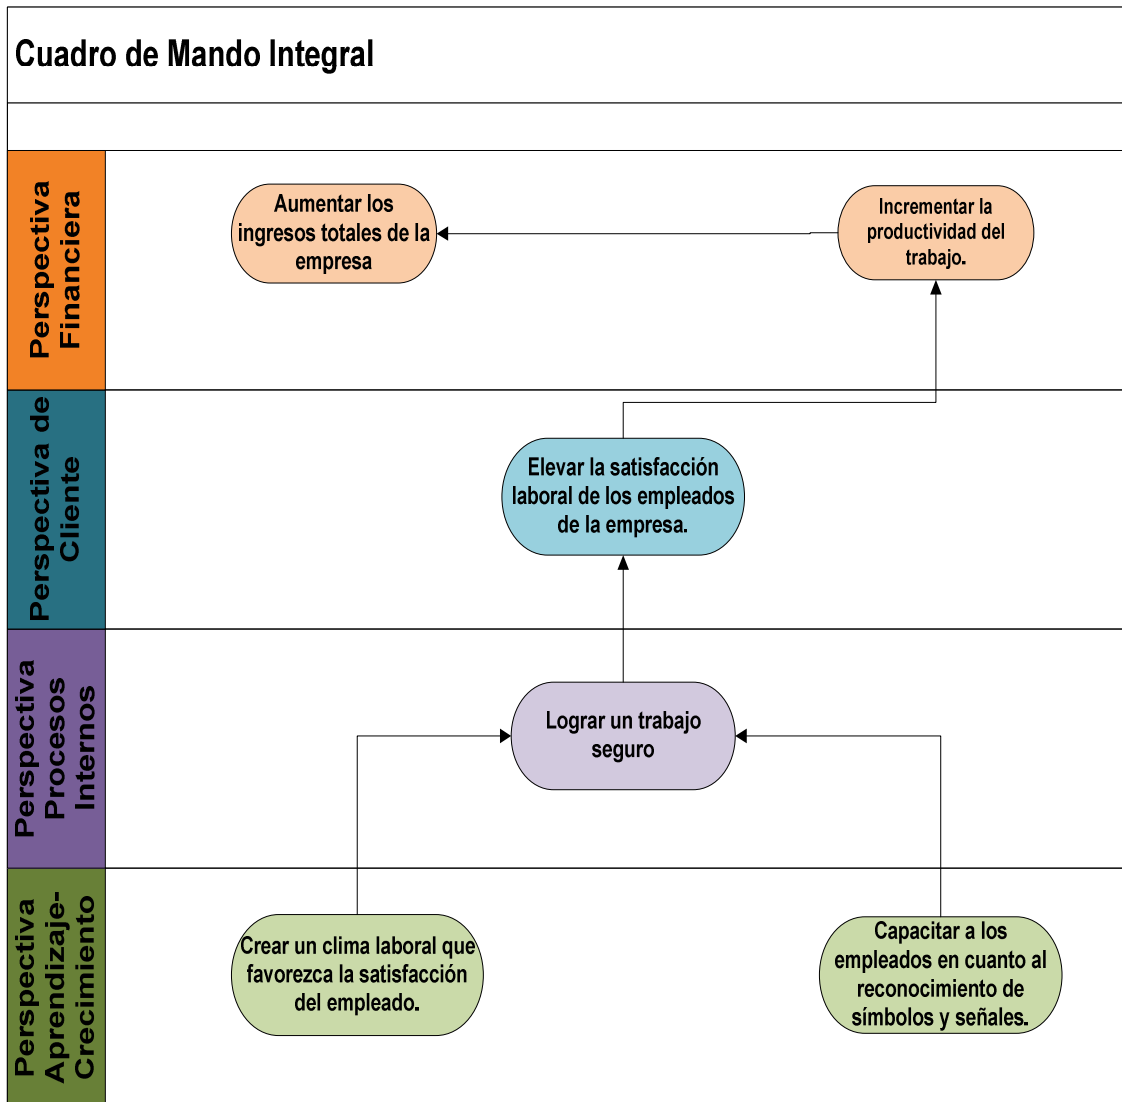 Cuadro de Mando Integral
Perspectiva
Financiera
Aumentar los
ingresos totales de la
empresa
Incrementar la
productividad del
trabajo.
Perspectiva de
Cliente
Elevar la satisfacción
laboral de los empleados
de la empresa.
Perspectiva
Procesos
Internos
Lograr un trabajo
seguro
Perspectiva
Aprendizaje-
Crecimiento
Crear un clima laboral que
favorezca la satisfacción
del empleado.
Capacitar a los
empleados en cuanto al
reconocimiento de
símbolos y señales.